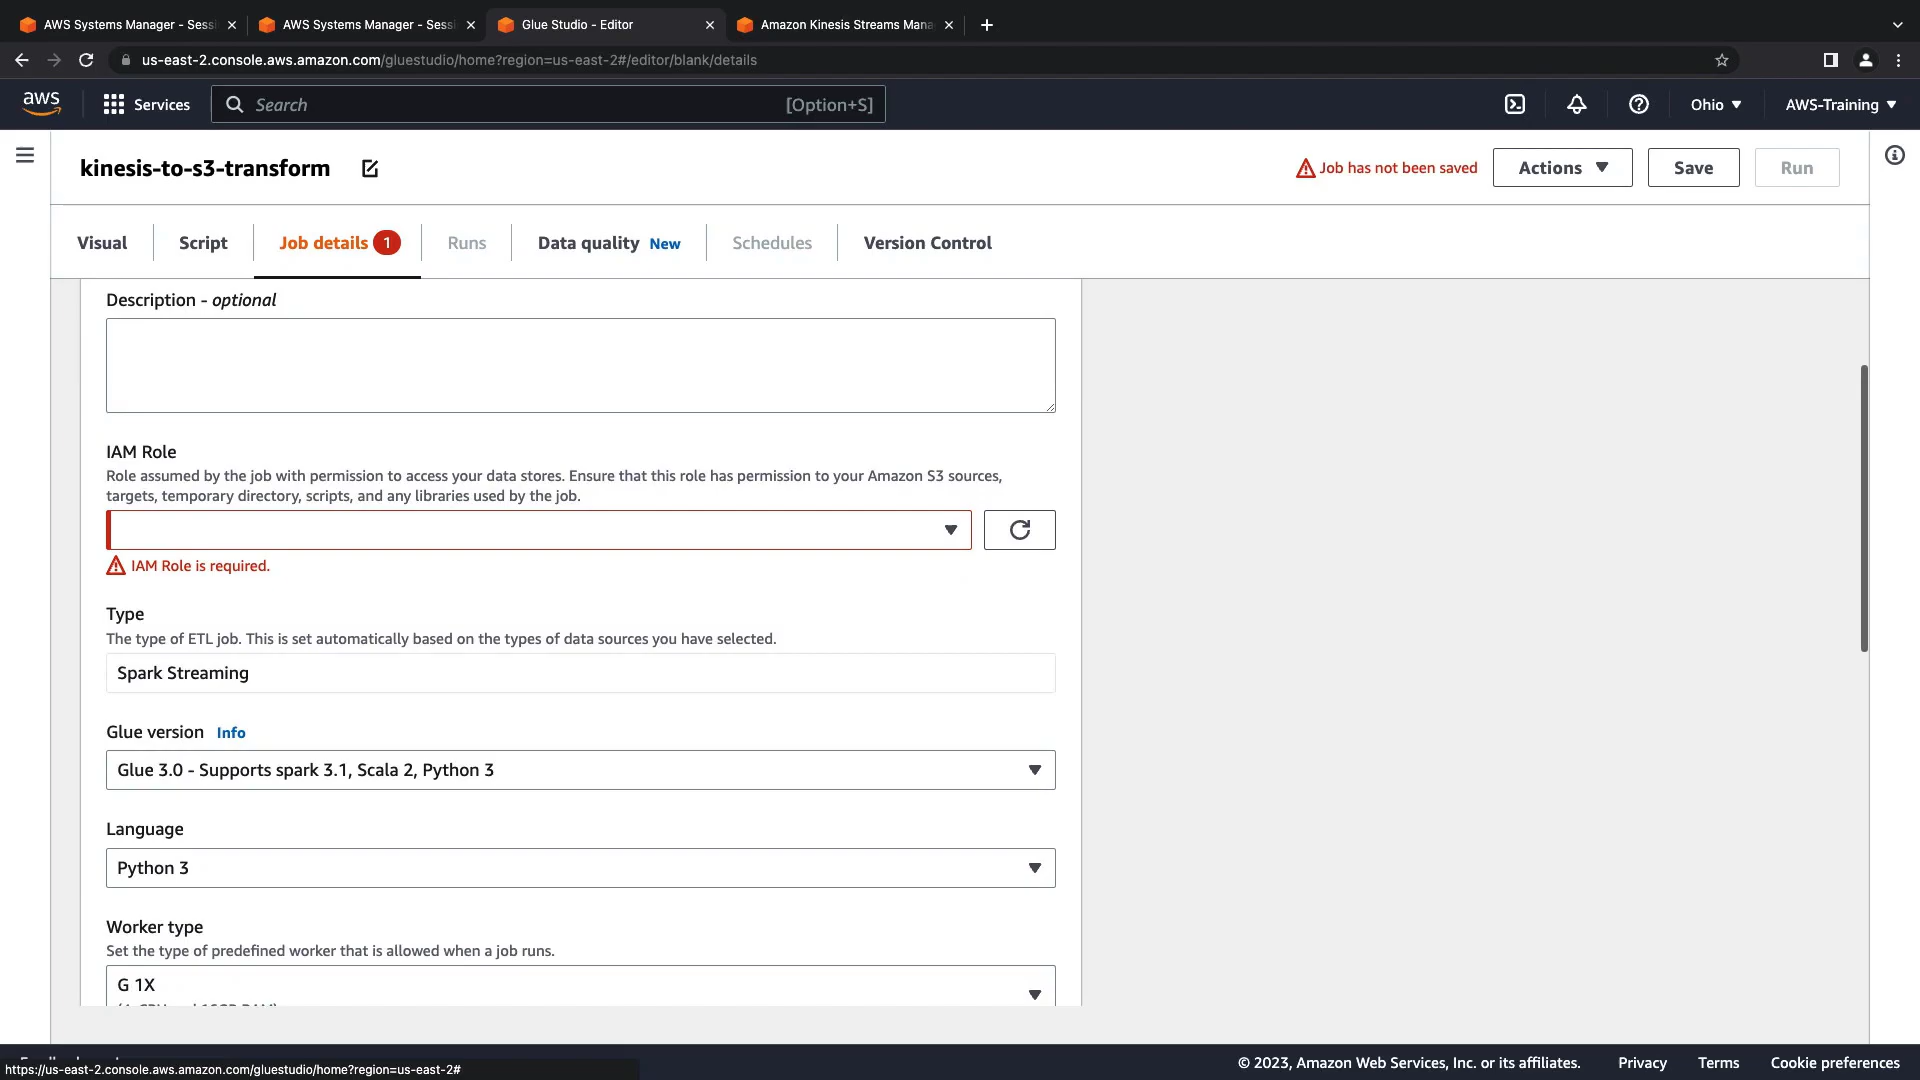 AWS Systems Manager - Sessi
AWS Systems Manager - Sessi
Glue Studio - Editor
Amazon Kinesis Streams Mana
us-east-2.console.aws.amazon.com/gluestudio/home?region=us-east-2#/editor/blank/details
aws
Services
Search
[Option+S]
Ohio
AWS-Training
kinesis-to-s3-transform
Job has not been saved
Actions
Save
Run
Visual
Script
Job details 1
Runs
Data quality New
Schedules
Version Control
Description - optional
IAM Role
Role assumed by the job with permission to access your data stores. Ensure that this role has permission to your Amazon S3 sources,
targets, temporary directory, scripts, and any libraries used by the job.
IAM Role is required.
Type
The type of ETL job. This is set automatically based on the types of data sources you have selected.
Spark Streaming
Glue version Info
Glue 3.0 - Supports spark 3.1, Scala 2, Python 3
Language
Python 3
Worker type
Set the type of predefined worker that is allowed when a job runs.
G 1X
© 2023, Amazon Web Services, Inc. or its affiliates.
Privacy
Terms
Cookie preferences
https://us-east-2.console.aws.amazon.com/gluestudio/home?region=us-east-2#